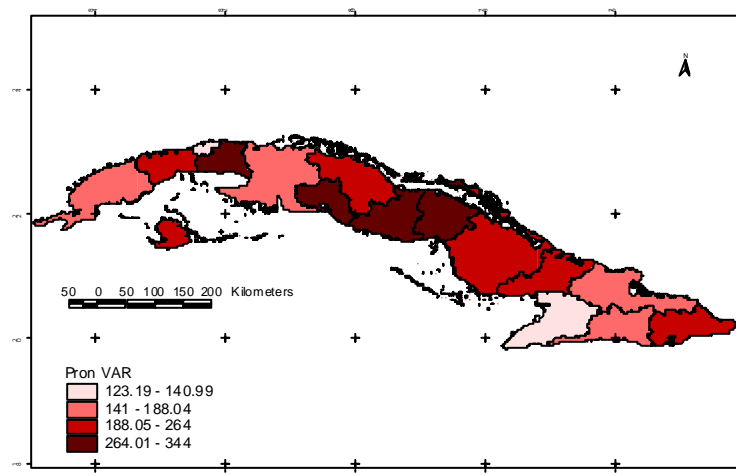 N
50 0 50 100 150 200 Kilometers
Pron VAR
123.19 - 140.99
141 - 188.04
188.05 - 264
264.01 - 344